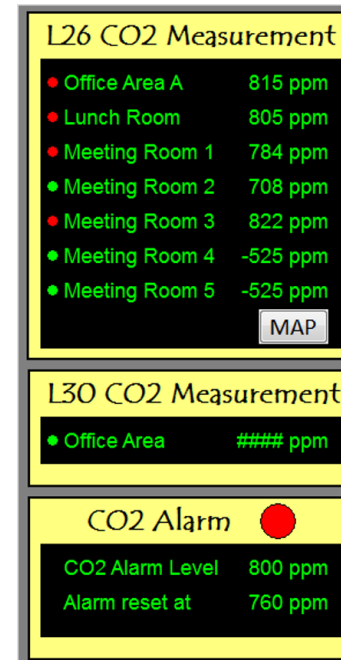 L26 CO2 Measurement
Office Area A 815 ppm
Lunch Room 805 ppm
Meeting Room 1 784 ppm
Meeting Room 2 708 ppm
Meeting Room 3 822 ppm
Meeting Room 4 -525 ppm
Meeting Room 5 -525 ppm
MAP
L30 CO2 Measurement
Office Area #### ppm
CO2 Alarm
CO2 Alarm Level 800 ppm
Alarm reset at 760 ppm